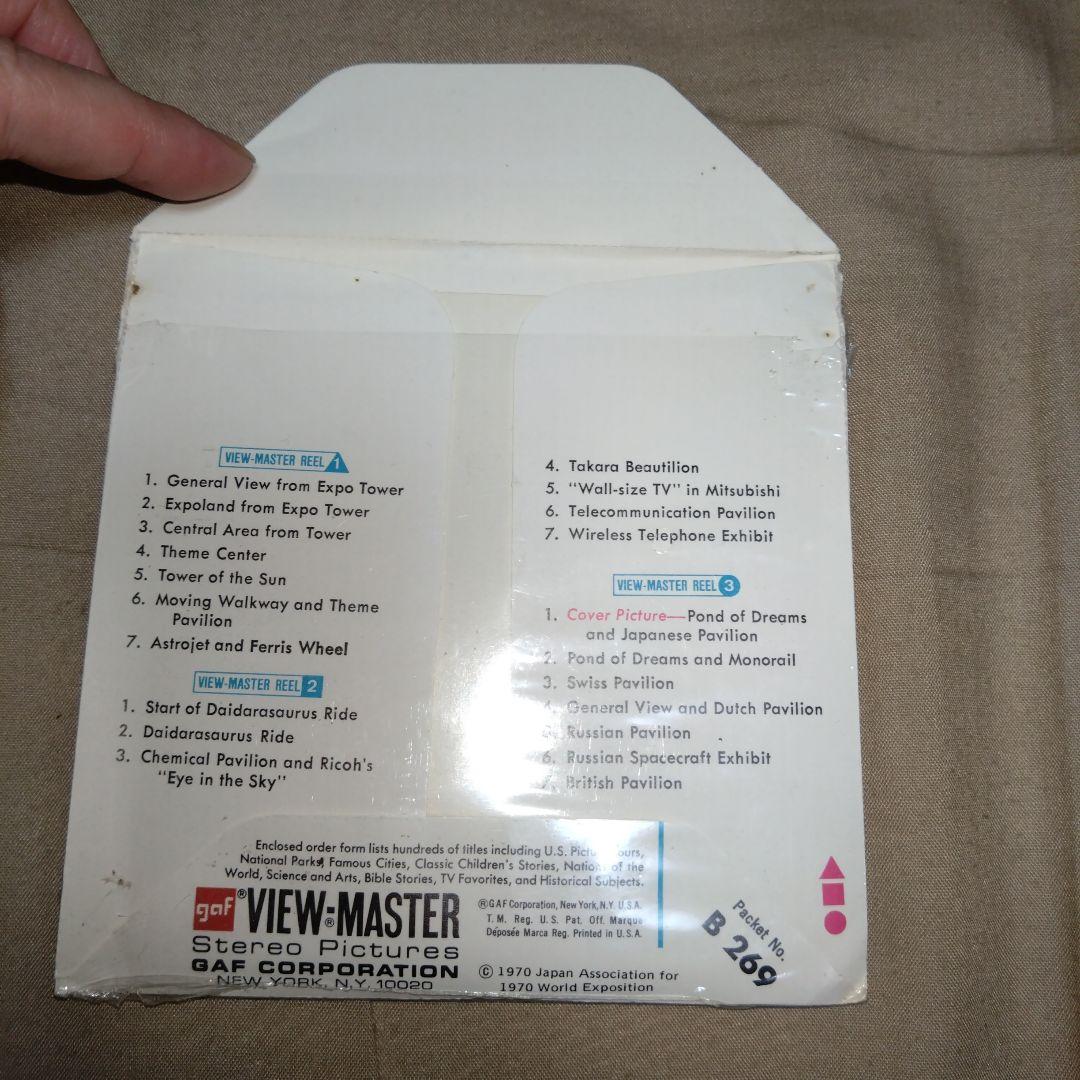 VIEW-MASTER REEL 1
1. General View from Expo Tower
2. Expoland from Expo Tower
3. Central Area from Tower
4. Theme Center
5. Tower of the Sun
6. Moving Walkway and Theme
Pavilion
7. Astrojet and Ferris Wheel
VIEW-MASTER REEL 2
1. Start of Daidarasaurus Ride
2. Daidarasaurus Ride
3. Chemical Pavilion and Ricoh's
"Eye in the Sky"
4. Takara Beautilion
5. "Wall-size TV" in Mitsubishi
6. Telecommunication Pavilion
7. Wireless Telephone Exhibit
VIEW-MASTER REEL 3
1. Cover Picture—Pond of Dreams
and Japanese Pavilion
2. Pond of Dreams and Monorail
3. Swiss Pavilion
4. General View and Dutch Pavilion
Russian Pavilion
6. Russian Spacecraft Exhibit
7. British Pavilion
Enclosed order form lists hundreds of titles including U.S. Picture Tours,
National Parks, Famous Cities, Classic Children's Stories, Nations of the
World, Science and Arts, Bible Stories, TV Favorites, and Historical Subjects.
gaf® VIEW-MASTER®
Stereo Pictures
GAF CORPORATION
NEW YORK, N.Y. 10020
®GAF Corporation, New York, N.Y. U.S.A.
T. M. Reg. U.S. Pat. Off. Marque
Déposée Marca Reg. Printed in U.S.A.
© 1970 Japan Association for
1970 World Exposition
Packet No.
B 269